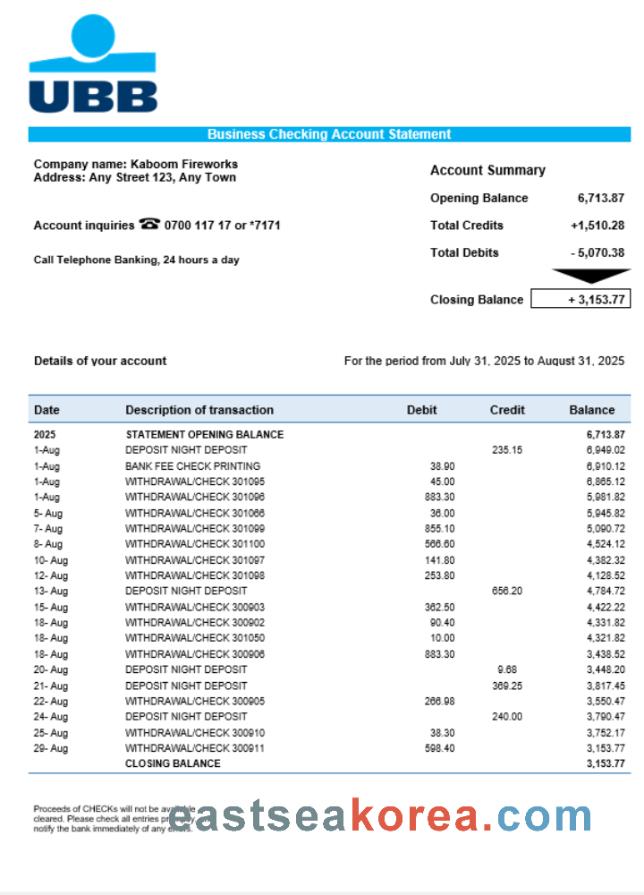 UBB
Business Checking Account Statement
Company name: Kaboom Fireworks
Address: Any Street 123, Any Town
Account inquiries ☎ 0700 117 17 or *7171
Call Telephone Banking, 24 hours a day
Account Summary
Opening Balance 6,713.87
Total Credits +1,510.28
Total Debits - 5,070.38
Closing Balance + 3,153.77
Details of your account For the period from July 31, 2025 to August 31, 2025
Date Description of transaction Debit Credit Balance
2025 STATEMENT OPENING BALANCE 6,713.87
1-Aug DEPOSIT NIGHT DEPOSIT 235.15 6,949.02
1-Aug BANK FEE CHECK PRINTING 38.90 6,910.12
1-Aug WITHDRAWAL/CHECK 301095 45.00 6,865.12
1-Aug WITHDRAWAL/CHECK 301096 883.30 5,981.82
5- Aug WITHDRAWAL/CHECK 301066 36.00 5,945.82
7- Aug WITHDRAWAL/CHECK 301099 855.10 5,090.72
8- Aug WITHDRAWAL/CHECK 301100 566.60 4,524.12
10- Aug WITHDRAWAL/CHECK 301097 141.80 4,382.32
12- Aug WITHDRAWAL/CHECK 301098 253.80 4,128.52
13- Aug DEPOSIT NIGHT DEPOSIT 656.20 4,784.72
15- Aug WITHDRAWAL/CHECK 300903 362.50 4,422.22
18- Aug WITHDRAWAL/CHECK 300902 90.40 4,331.82
18- Aug WITHDRAWAL/CHECK 301050 10.00 4,321.82
18- Aug WITHDRAWAL/CHECK 300906 883.30 3,438.52
20- Aug DEPOSIT NIGHT DEPOSIT 9.68 3,448.20
21- Aug DEPOSIT NIGHT DEPOSIT 369.25 3,817.45
22- Aug WITHDRAWAL/CHECK 300905 266.98 3,550.47
24- Aug DEPOSIT NIGHT DEPOSIT 240.00 3,790.47
25- Aug WITHDRAWAL/CHECK 300910 38.30 3,752.17
29- Aug WITHDRAWAL/CHECK 300911 598.40 3,153.77
CLOSING BALANCE 3,153.77
Proceeds of CHECKs will not be
cleared. Please check all entries
notify the bank immediately of any
eastseakorea.com